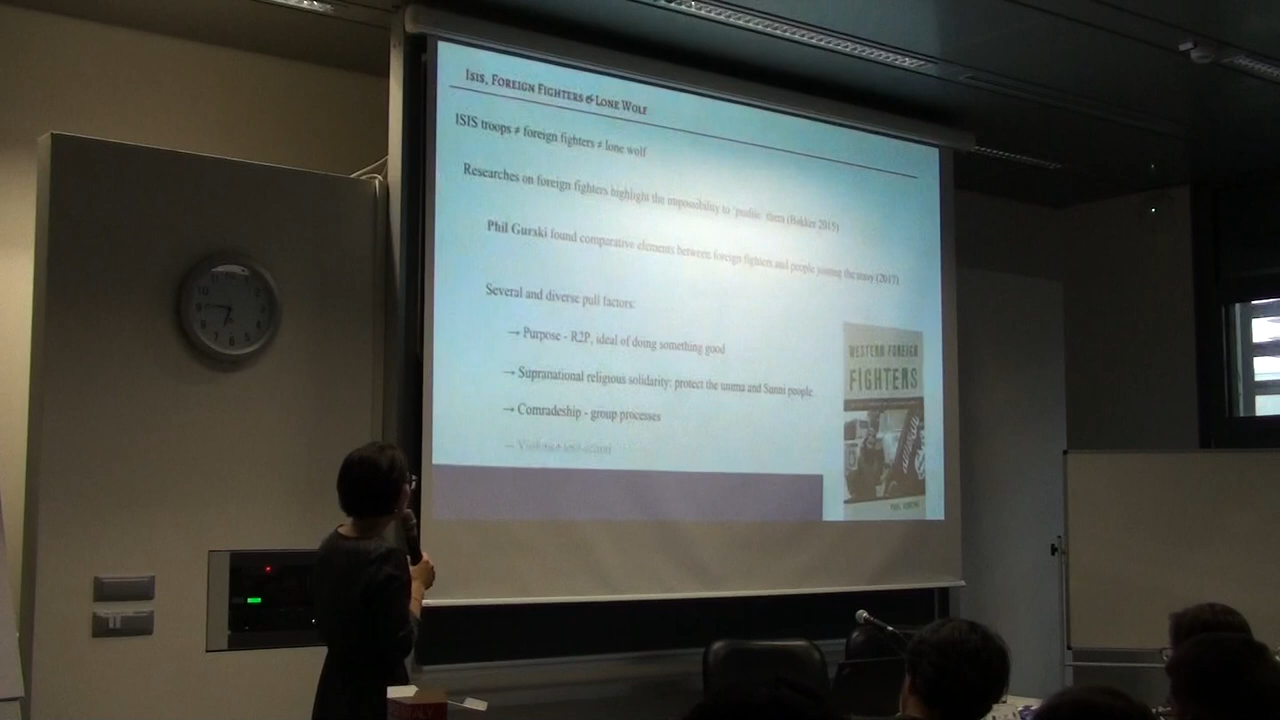 ISIS, FOREIGN FIGHTERS & LONE WOLF
ISIS troops ≠ foreign fighters ≠ lone wolf
Researches on foreign fighters highlight the impossibility to 'profile' them (Bakker 2015)
Phil Gurski found comparative elements between foreign fighters and people joining the army (2017)
Several and diverse pull factors:
→ Purpose - R2P, ideal of doing something good
→ Supranational religious solidarity: protect the umma and Sunni people
→ Comradeship - group processes
WESTERN FOREIGN
FIGHTERS
PHIL GURSKI